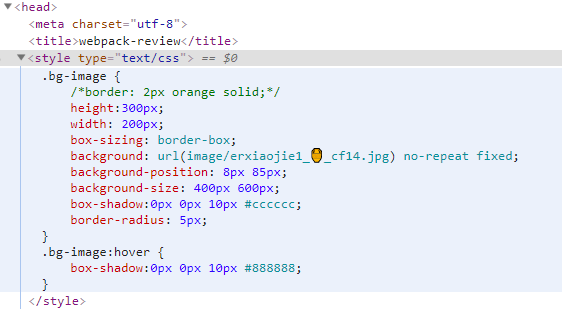 <head>
<meta charset="utf-8">
<title>webpack-review</title>
<style type="text/css"> == $0
.bg-image {
/*border: 2px orange solid;*/
height:300px;
width: 200px;
box-sizing: border-box;
background: url(image/erxiaojie1__cf14.jpg) no-repeat fixed;
background-position: 8px 85px;
background-size: 400px 600px;
box-shadow:0px 0px 10px #cccccc;
border-radius: 5px;
}
.bg-image:hover {
box-shadow:0px 0px 10px #888888;
}
</style>